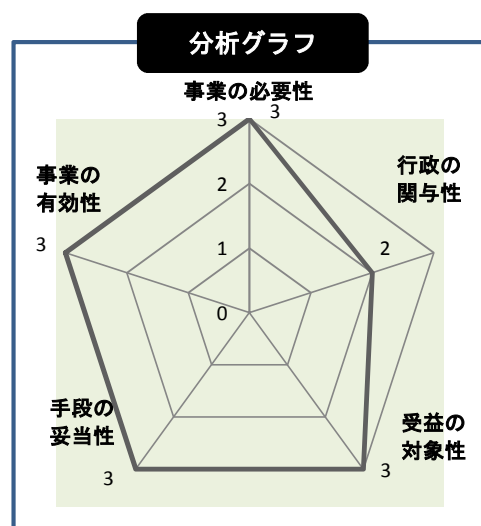 分析グラフ
事業の必要性
3
3
行政の
関与性
2
事業の
有効性
3
2
1
0
手段の
妥当性
3
受益の
対象性
3